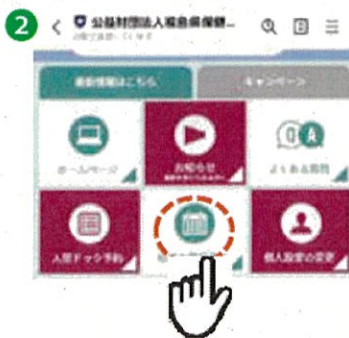 2
公益財団法人福島県保健...
最新情報はこちら
キャンペーン
ホームページ
お知らせ
よくある質問
人間ドック予約
個人設定の変更